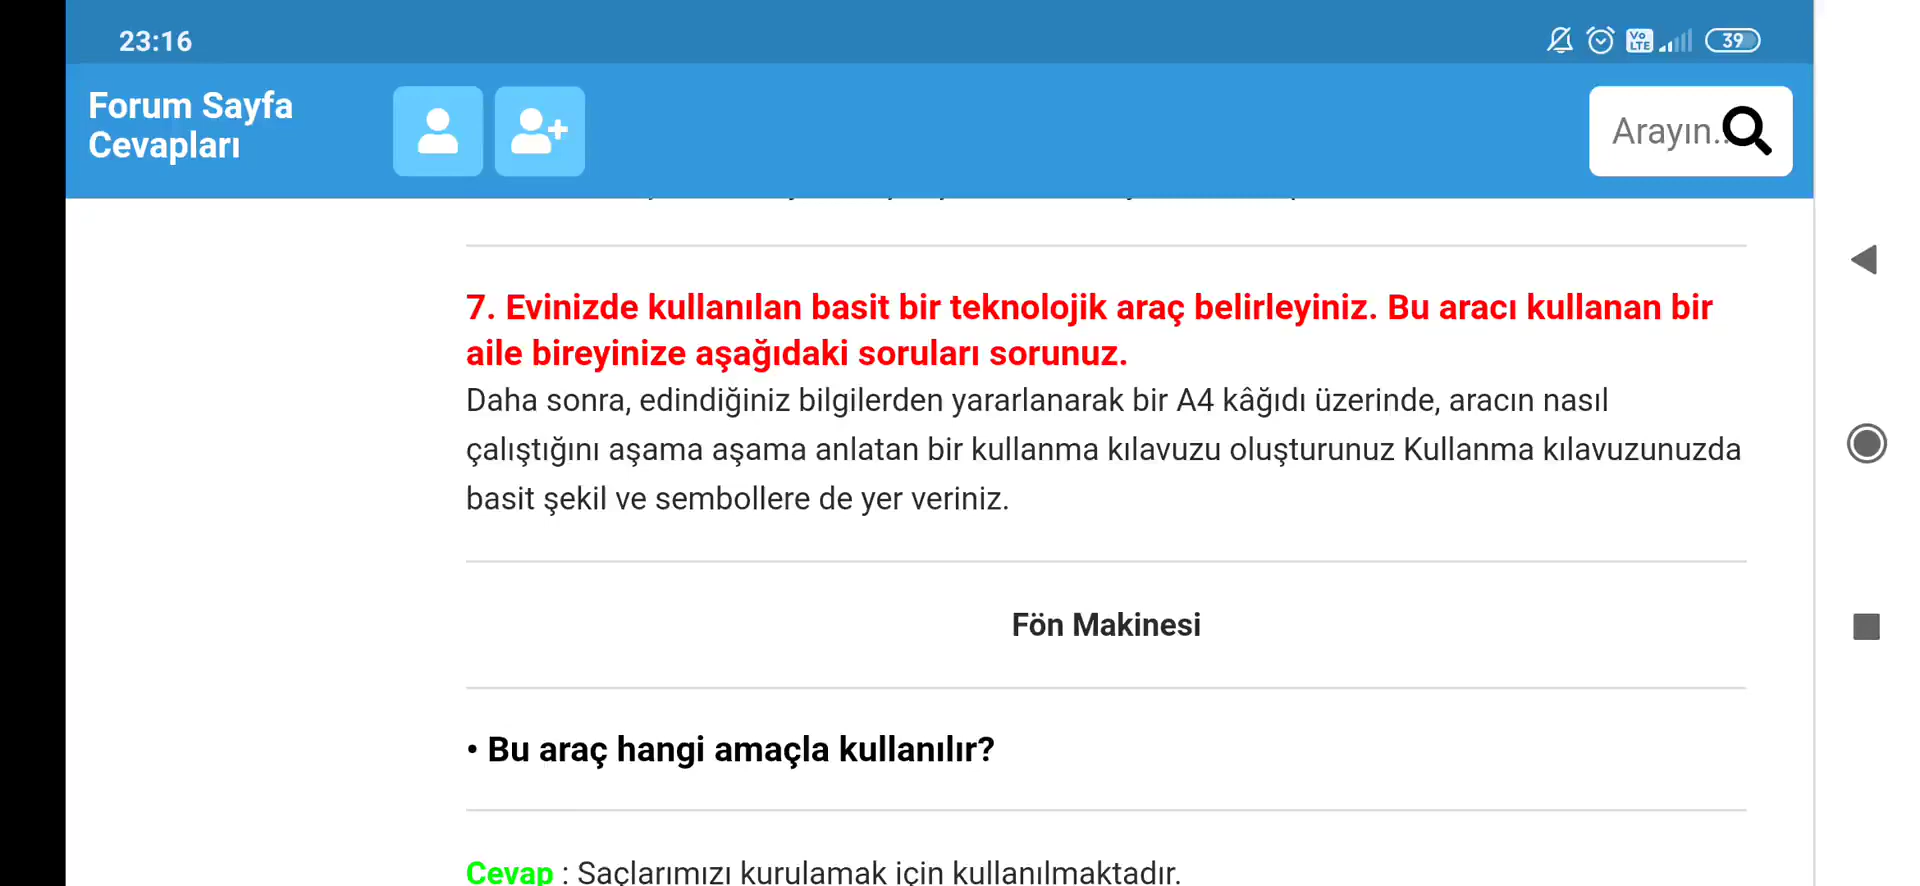 23:16
Vo LTE
39
Forum Sayfa
Cevapları
Arayın..
7. Evinizde kullanılan basit bir teknolojik araç belirleyiniz. Bu aracı kullanan bir
aile bireyinize aşağıdaki soruları sorunuz.
Daha sonra, edindiğiniz bilgilerden yararlanarak bir A4 kâğıdı üzerinde, aracın nasıl
çalıştığını aşama aşama anlatan bir kullanma kılavuzu oluşturunuz Kullanma kılavuzunuzda
basit şekil ve sembollere de yer veriniz.
Fön Makinesi
• Bu araç hangi amaçla kullanılır?
Cevap : Saçlarımızı kurulamak için kullanılmaktadır.